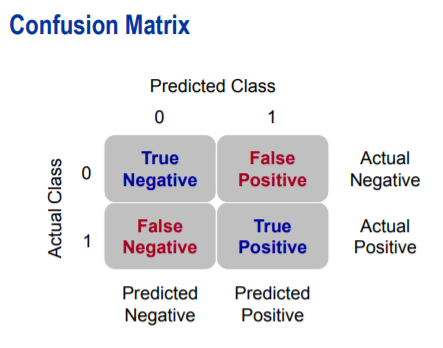 Confusion Matrix
Predicted Class
0 1
Actual Class
0
True
Negative
False
Positive
Actual
Negative
1
False
Negative
True
Positive
Actual
Positive
Predicted
Negative
Predicted
Positive